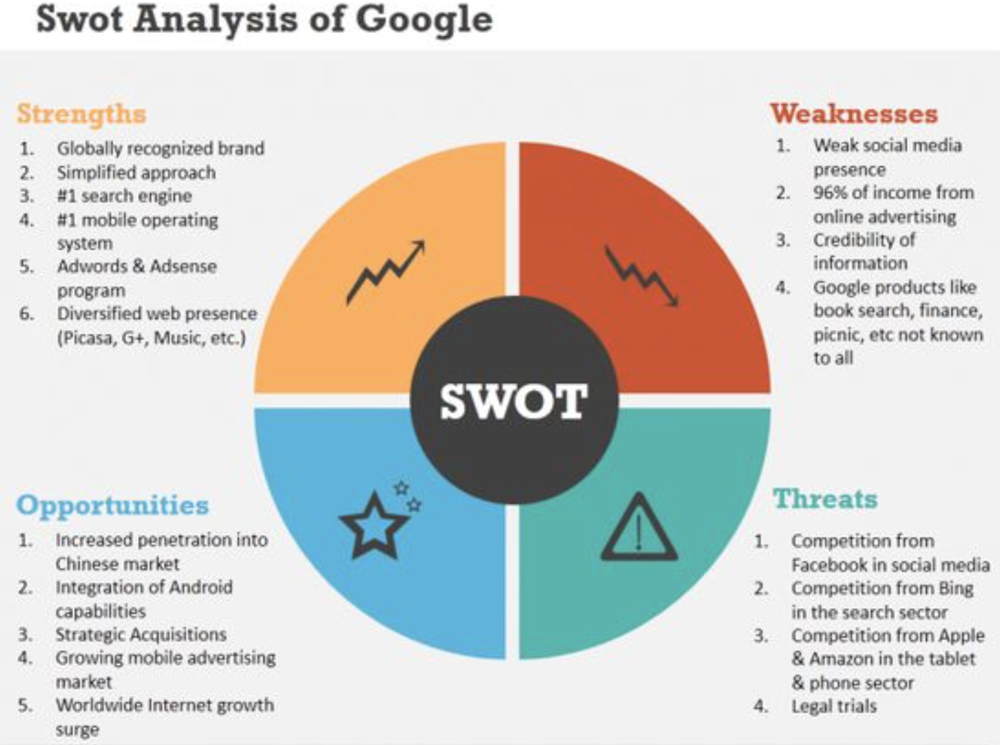 Swot Analysis of Google
Strengths
1. Globally recognized brand
2. Simplified approach
3. #1 search engine
4. #1 mobile operating
system
5. Adwords & Adsense
program
6. Diversified web presence
(Picasa, G+, Music, etc.)
Weaknesses
1. Weak social media
presence
2. 96% of income from
online advertising
3. Credibility of
information
4. Google products like
book search, finance,
picnic, etc not known
to all
SWOT
Opportunities
1. Increased penetration into
Chinese market
2. Integration of Android
capabilities
3. Strategic Acquisitions
4. Growing mobile advertising
market
5. Worldwide Internet growth
surge
Threats
1. Competition from
Facebook in social media
2. Competition from Bing
in the search sector
3. Competition from Apple
& Amazon in the tablet
& phone sector
4. Legal trials